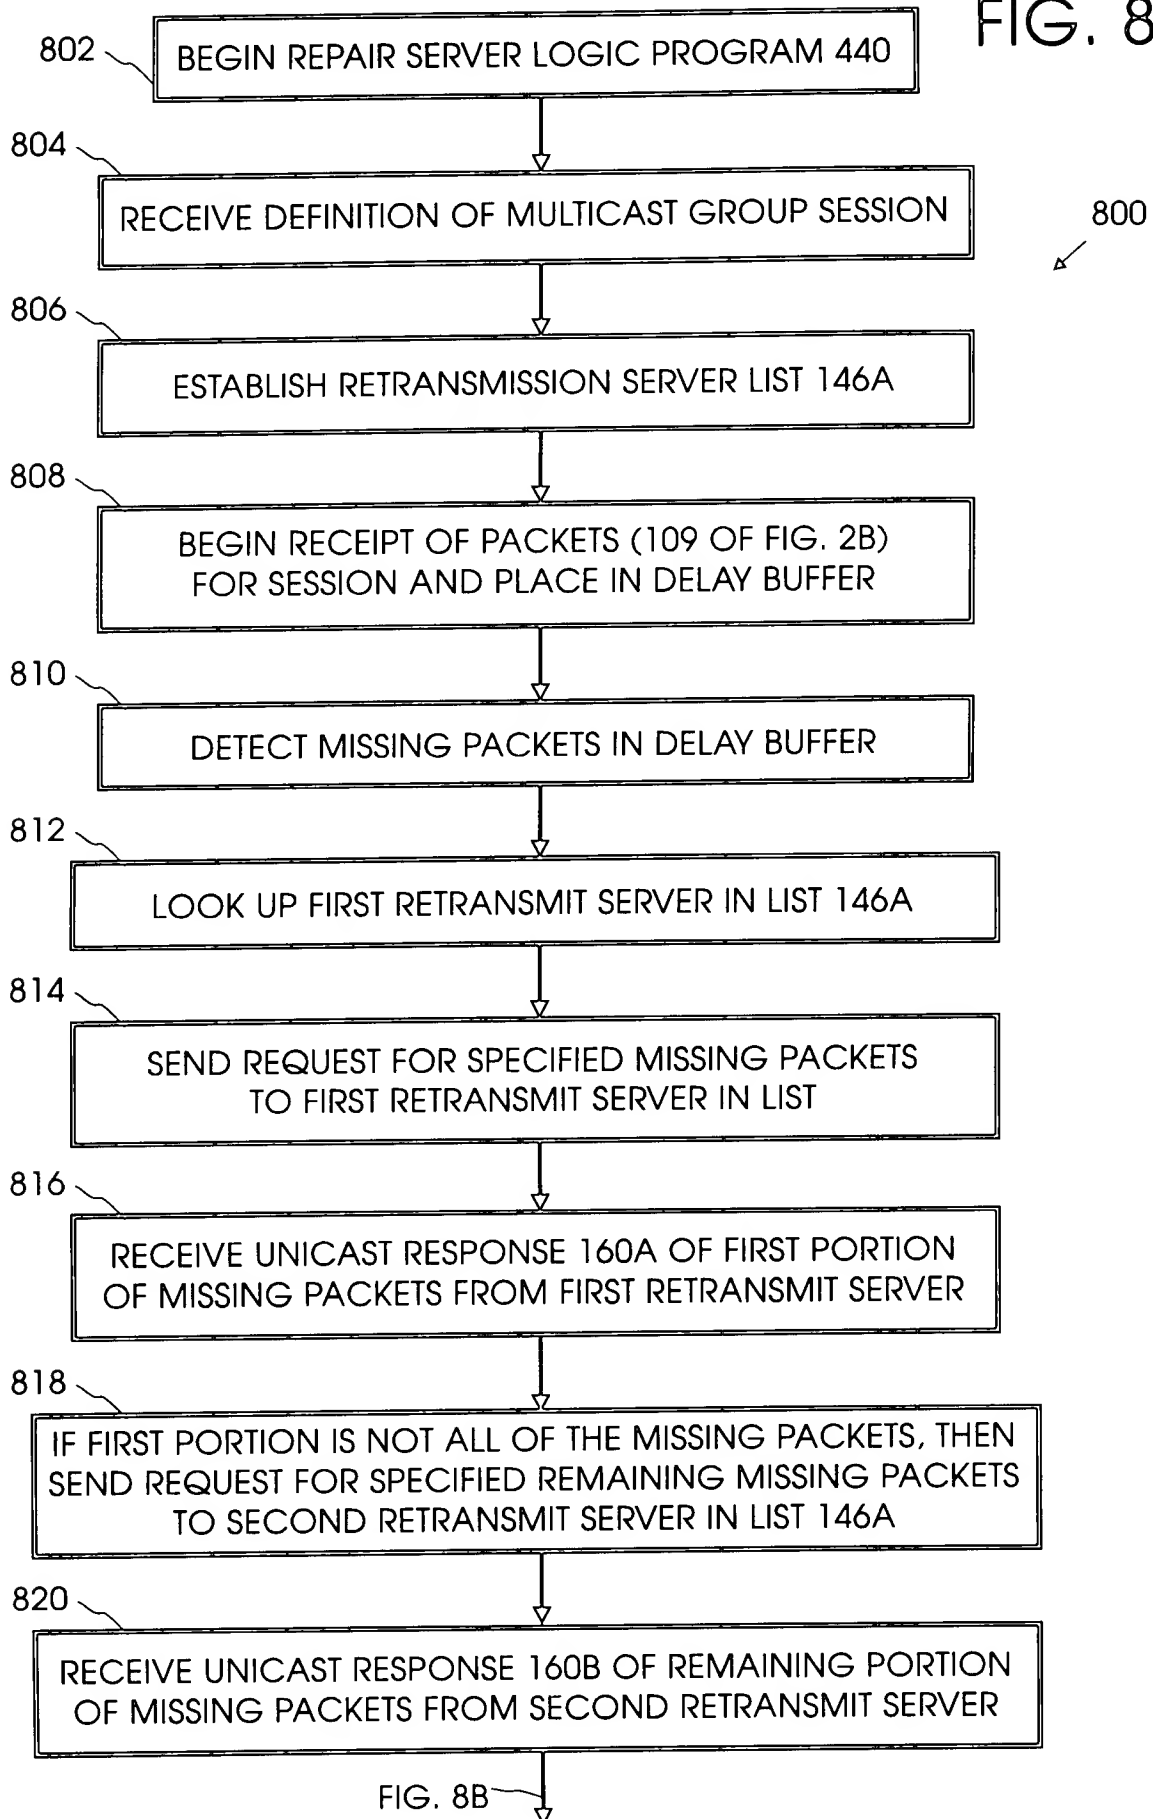 FIG. 8
802
BEGIN REPAIR SERVER LOGIC PROGRAM 440
804
RECEIVE DEFINITION OF MULTICAST GROUP SESSION
800
806
ESTABLISH RETRANSMISSION SERVER LIST 146A
808
BEGIN RECEIPT OF PACKETS (109 OF FIG. 2B)
FOR SESSION AND PLACE IN DELAY BUFFER
810
DETECT MISSING PACKETS IN DELAY BUFFER
812
LOOK UP FIRST RETRANSMIT SERVER IN LIST 146A
814
SEND REQUEST FOR SPECIFIED MISSING PACKETS
TO FIRST RETRANSMIT SERVER IN LIST
816
RECEIVE UNICAST RESPONSE 160A OF FIRST PORTION
OF MISSING PACKETS FROM FIRST RETRANSMIT SERVER
818
IF FIRST PORTION IS NOT ALL OF THE MISSING PACKETS, THEN
SEND REQUEST FOR SPECIFIED REMAINING MISSING PACKETS
TO SECOND RETRANSMIT SERVER IN LIST 146A
820
RECEIVE UNICAST RESPONSE 160B OF REMAINING PORTION
OF MISSING PACKETS FROM SECOND RETRANSMIT SERVER
FIG. 8B